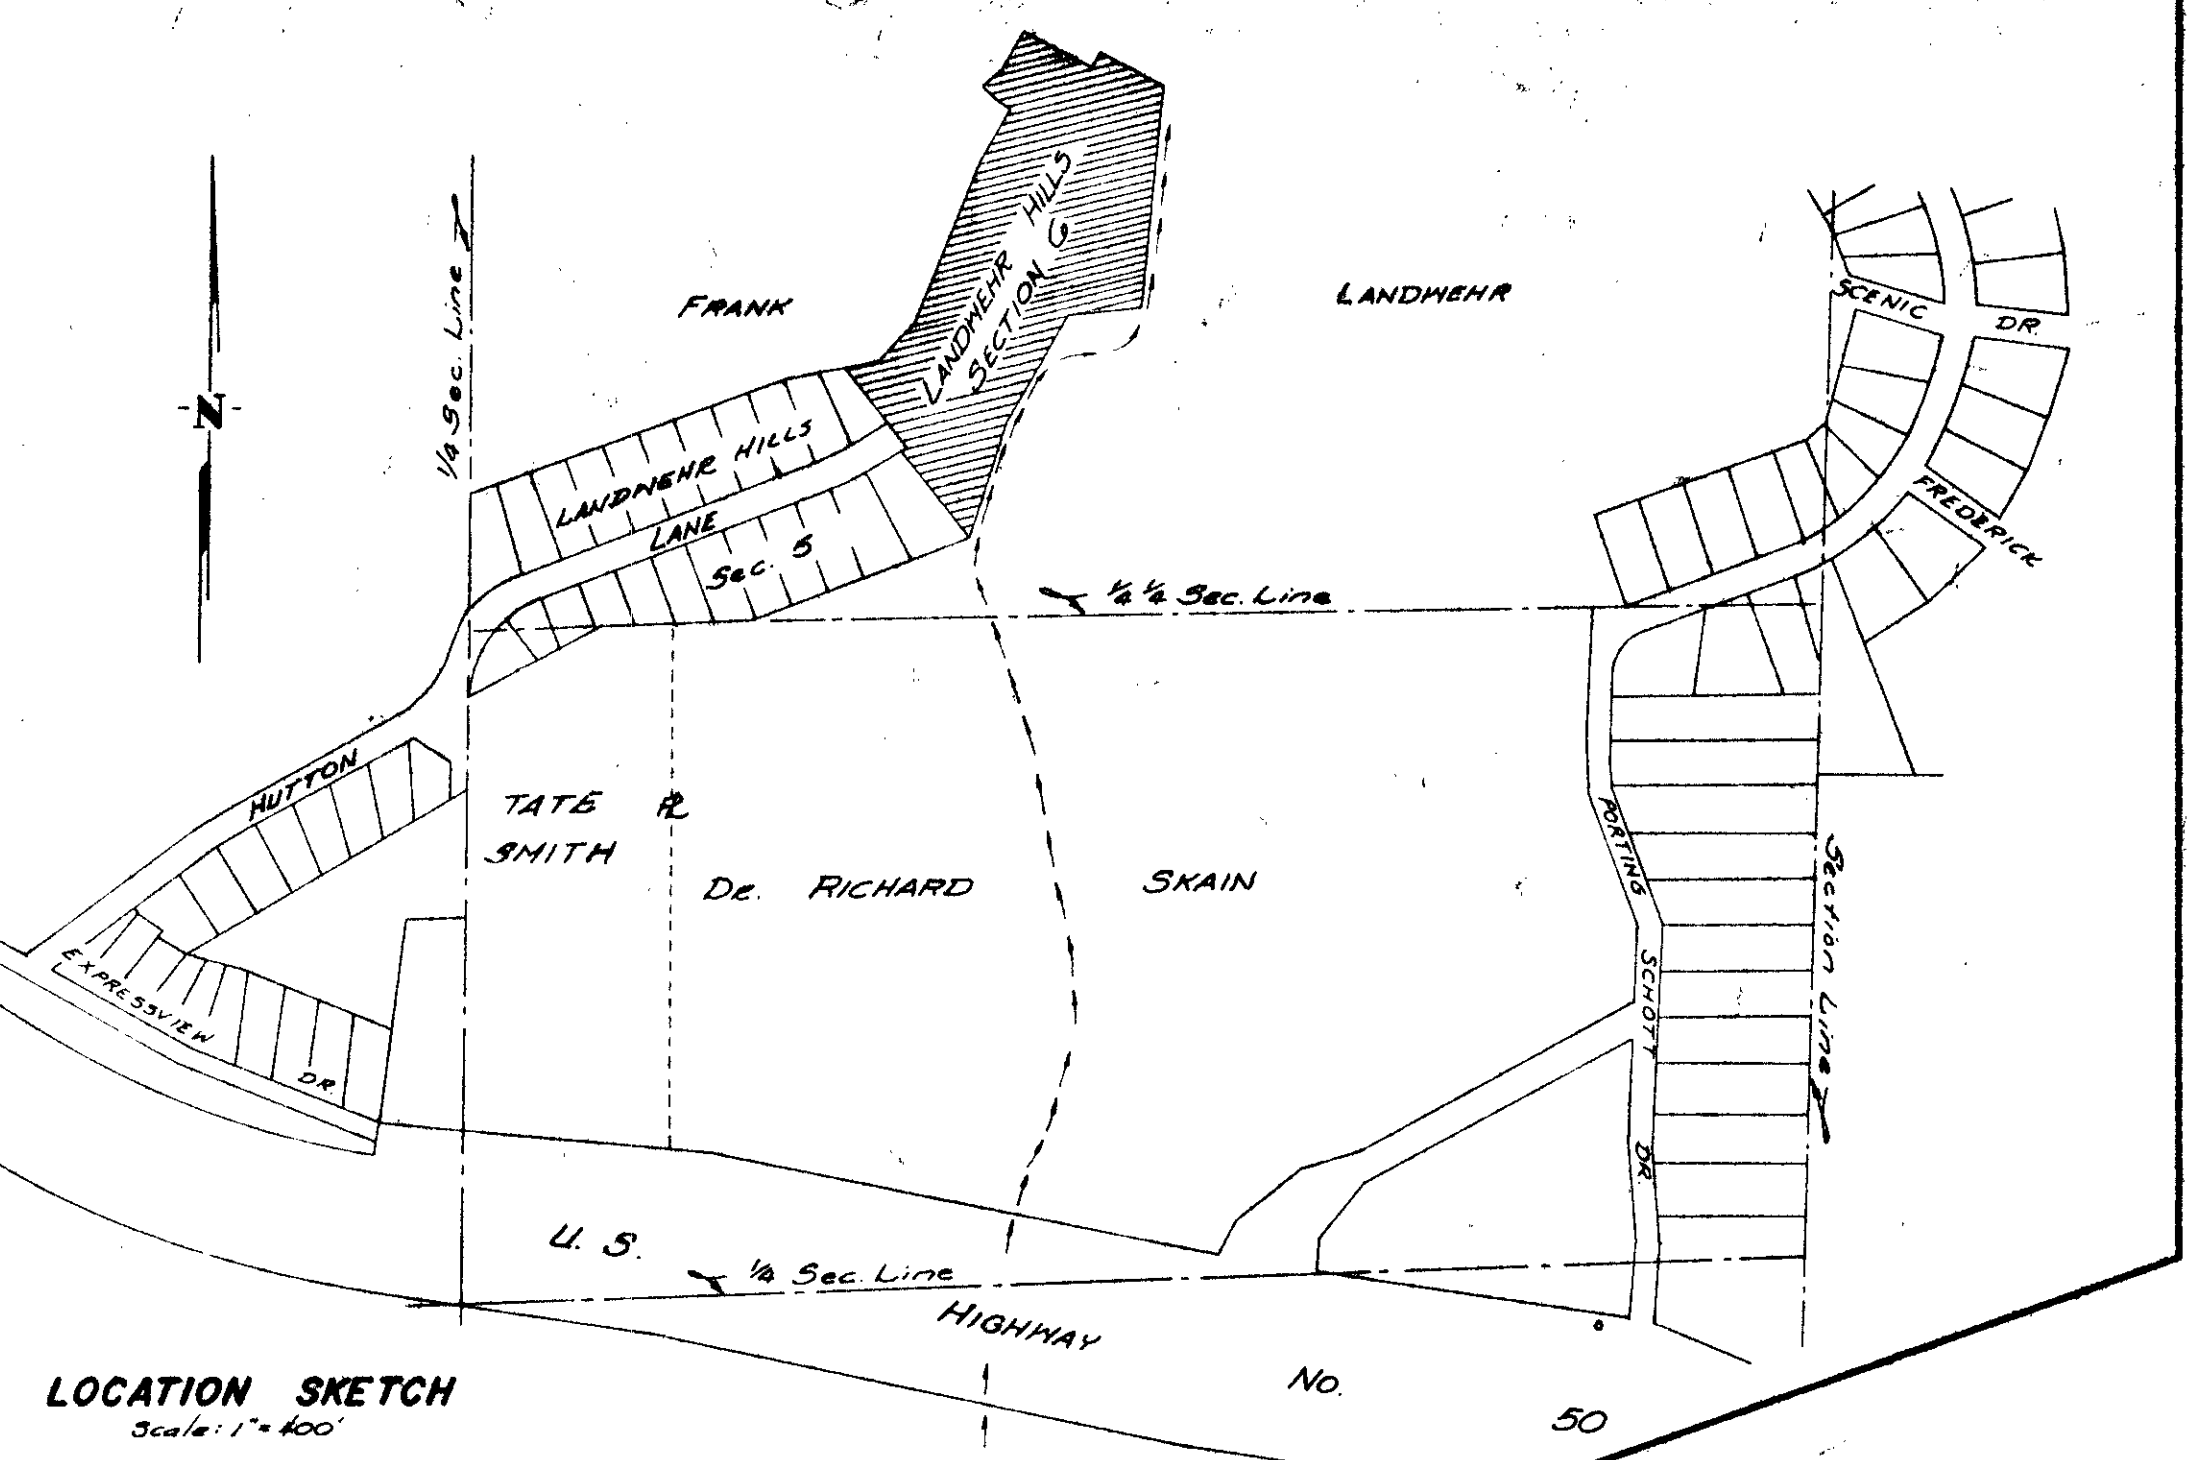 N
1/4 Sec. Line
FRANK
LANDWEHR HILLS
SECTION 6
LANDWEHR
SCENIC DR.
FREDERICK
LANDWEHR HILLS
LANE
Sec. 5
1/4 1/4 Sec. Line
HUTTON
TATE
SMITH
PL
DR. RICHARD SKAIN
PORTING
SCHOTT
DR.
Section Line
EXPRESSVIEW
DR.
U. S.
1/4 Sec. Line
HIGHWAY
No.
50
LOCATION SKETCH
Scale: 1"=400'